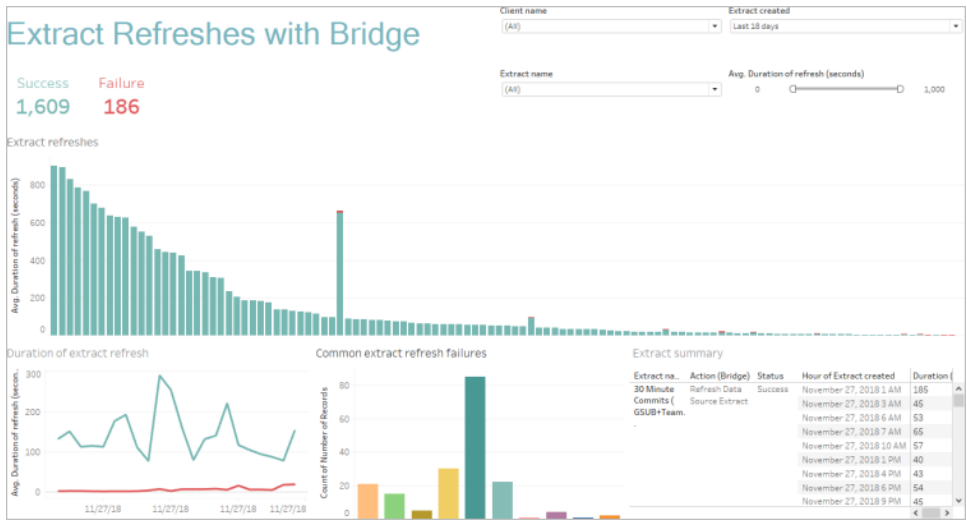 Client name
Extract created
Extract Refreshes with Bridge
(All)
Last 18 days
Extract name
Avg. Duration of refresh (seconds)
Success
Failure
(All)
0
1,000
1,609
186
Extract refreshes
Avg. Duration of refresh (seconds)
800
600
400
200
0
Duration of extract refresh
Avg. Duration of refresh (secon..
300
200
100
0
11/27/18
11/27/18
11/27/18
11/27/18
Common extract refresh failures
Count of Number of Records
80
60
40
20
0
Extract summary
Extract na.. Action (Bridge) Status Hour of Extract created Duration (
30 Minute Refresh Data Success November 27, 2018 1 AM 185
Commits ( Source Extract November 27, 2018 3 AM 45
GSUB+Team. November 27, 2018 6 AM 53
. November 27, 2018 7 AM 65
November 27, 2018 10 AM 57
November 27, 2018 1 PM 40
November 27, 2018 4 PM 43
November 27, 2018 6 PM 54
November 27, 2018 9 PM 45